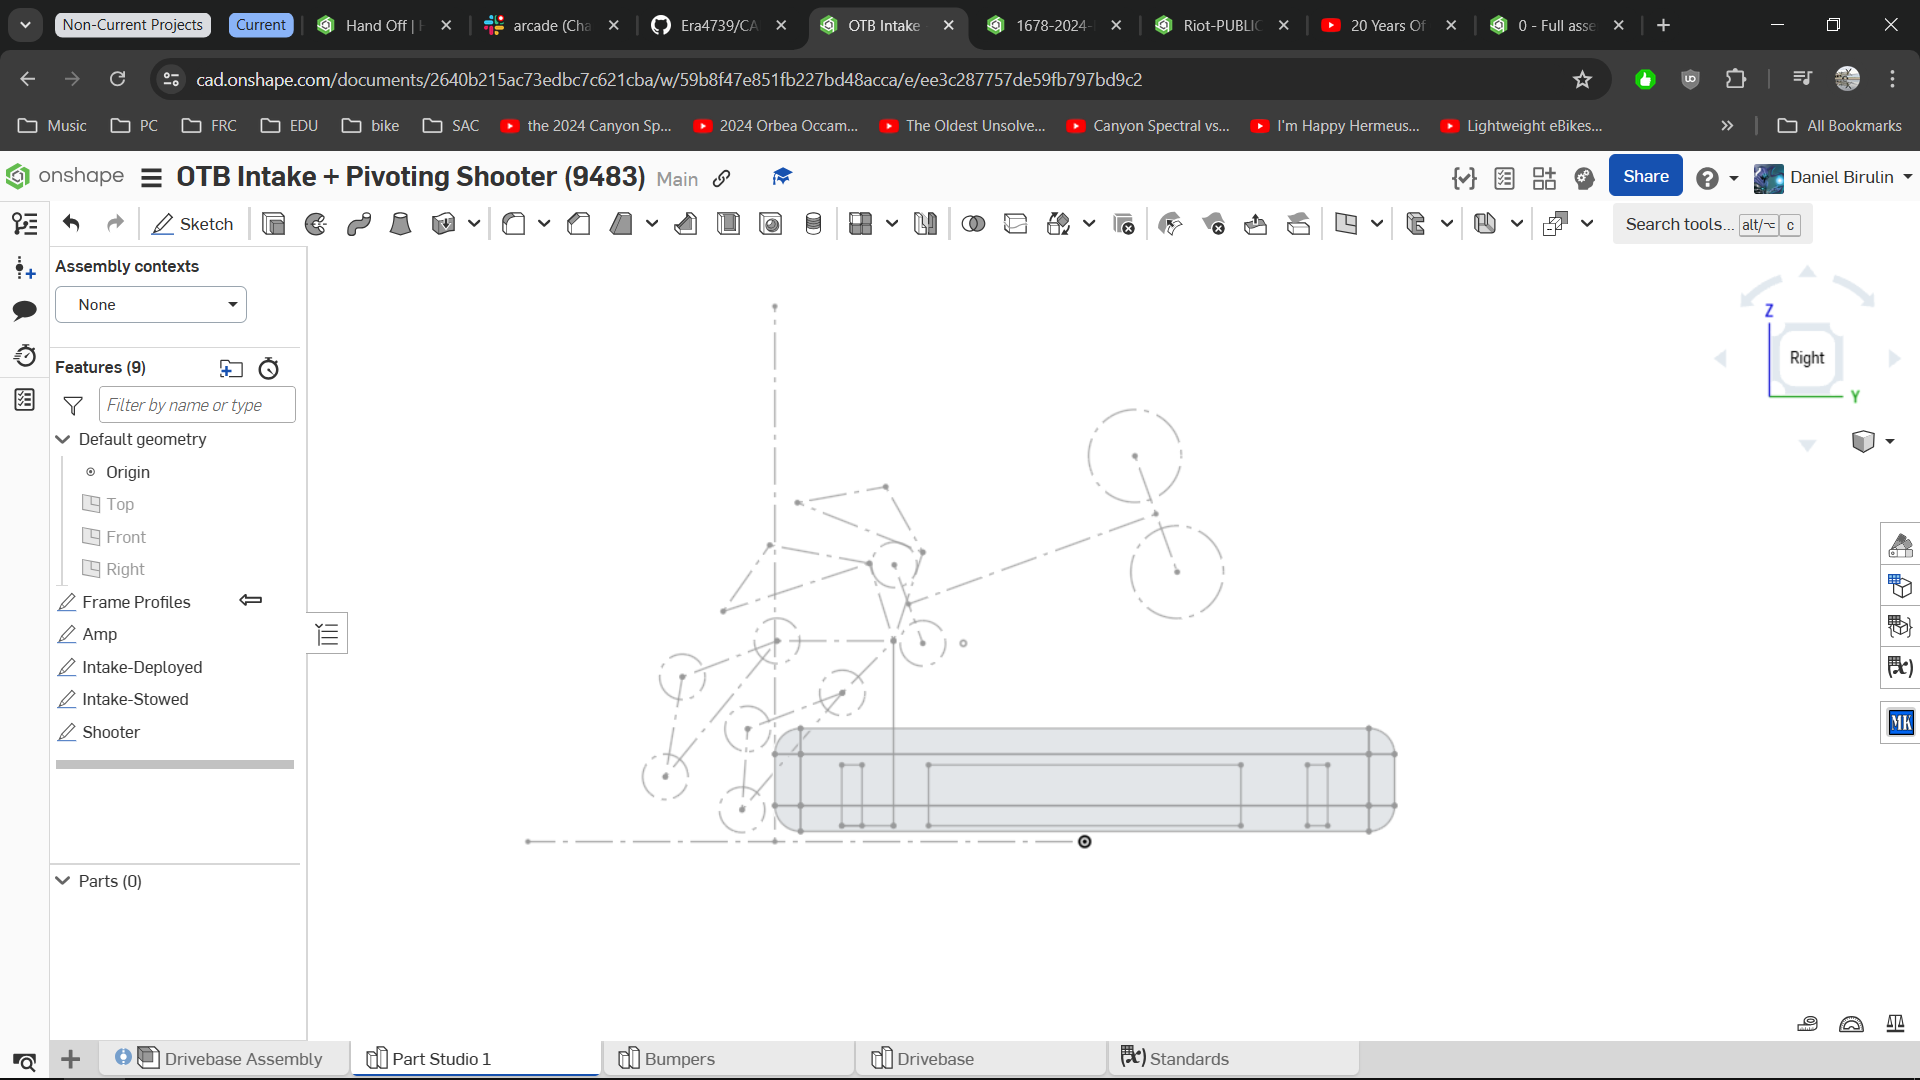 Non-Current Projects
Current
Hand Off |
arcade (Cha
Era4739/CA
OTB Intake
1678-2024-
Riot-PUBLIC
20 Years Of
0 - Full asse
cad.onshape.com/documents/2640b215ac73edbc7c621cba/w/59b8f47e851fb227bd48acca/e/ee3c287757de59fb797bd9c2
Music
PC
FRC
EDU
bike
SAC
the 2024 Canyon Sp...
2024 Orbea Occam...
The Oldest Unsolve...
Canyon Spectral vs...
I'm Happy Hermeus...
Lightweight eBikes...
All Bookmarks
onshape
OTB Intake + Pivoting Shooter (9483)
Main
Share
Daniel Birulin
Sketch
Search tools... alt/⌥ c
Assembly contexts
None
Features (9)
Filter by name or type
Default geometry
Origin
Top
Front
Right
Frame Profiles
Amp
Intake-Deployed
Intake-Stowed
Shooter
Parts (0)
Z
Right
Y
MK
Drivebase Assembly
Part Studio 1
Bumpers
Drivebase
Standards